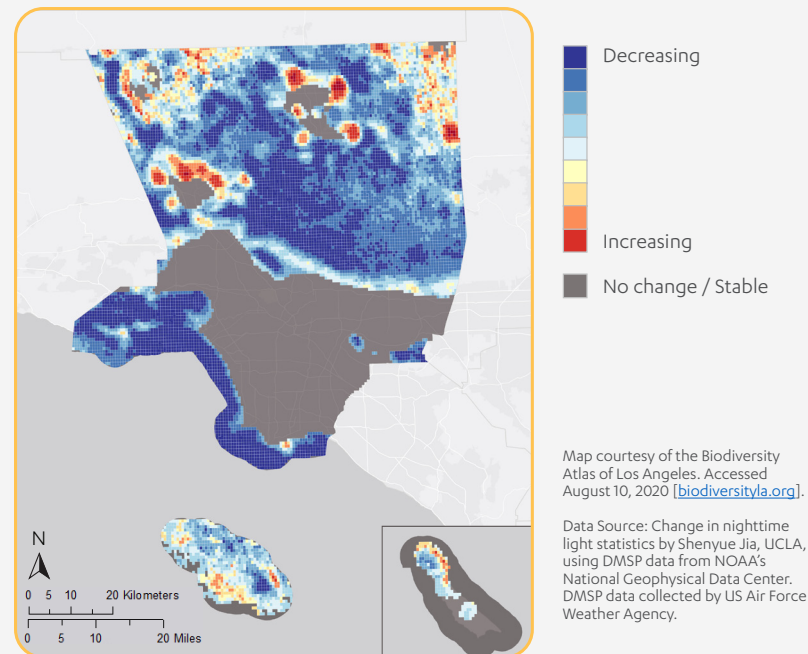 Decreasing
Increasing
No change / Stable
Map courtesy of the Biodiversity
Atlas of Los Angeles. Accessed
August 10, 2020 [biodiversityla.org].
Data Source: Change in nighttime
light statistics by Shenyue Jia, UCLA,
using DMSP data from NOAA's
National Geophysical Data Center.
DMSP data collected by US Air Force
Weather Agency.
N
0 5 10 20 Kilometers
0 5 10 20 Miles